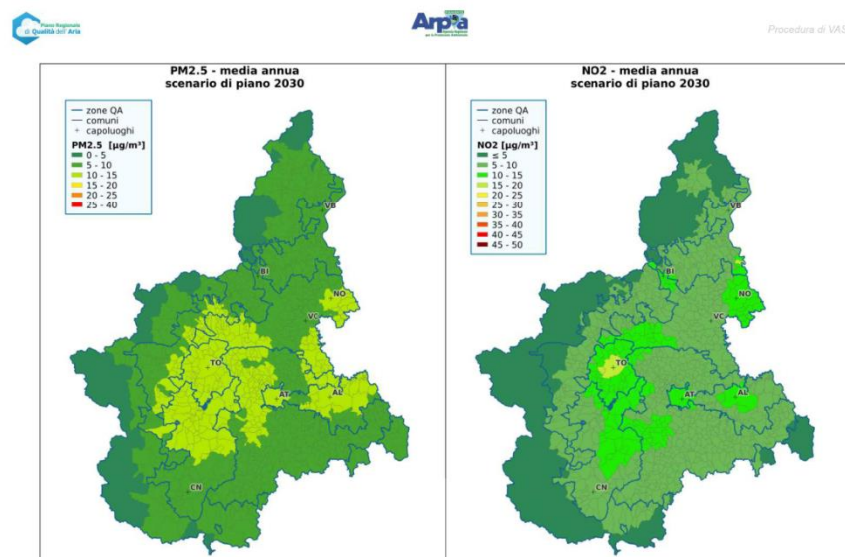 Piano Regionale
di Qualità dell'Aria
Arpa
Procedura di VAS
PM2.5 - media annua
scenario di piano 2030
zone QA
comuni
capoluoghi
PM2.5 [µg/m³]
0 - 5
5 - 10
10 - 15
15 - 20
20 - 25
25 - 40
VB
BI
NO
VC
TO
AT
AL
CN
NO2 - media annua
scenario di piano 2030
zone QA
comuni
capoluoghi
NO2 [µg/m³]
≤ 5
5 - 10
10 - 15
15 - 20
20 - 25
25 - 30
30 - 35
35 - 40
40 - 45
45 - 50
VB
BI
NO
VC
TO
AT
AL
CN